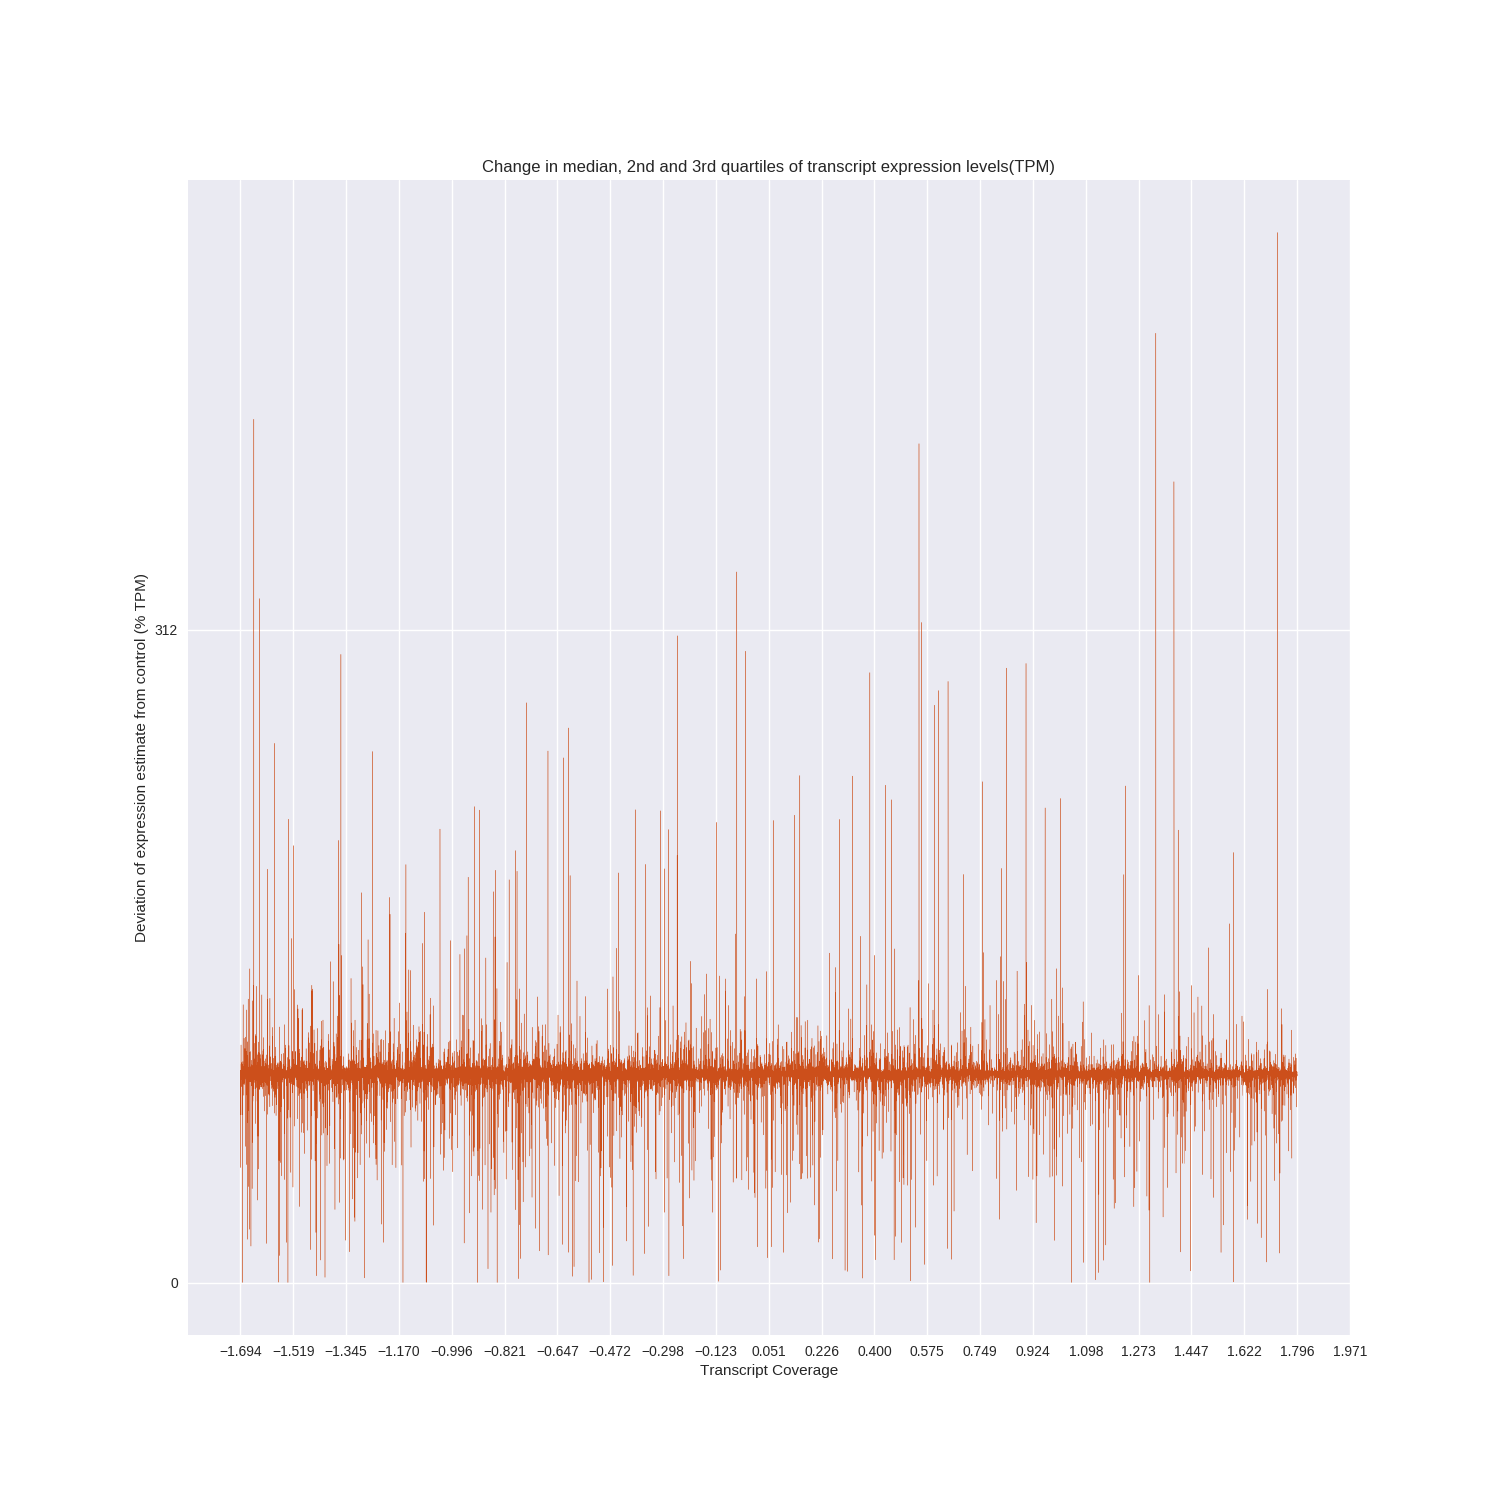 Change in median, 2nd and 3rd quartiles of transcript expression levels(TPM)
Deviation of expression estimate from control (% TPM)
312
0
−1.694 −1.519 −1.345 −1.170 −0.996 −0.821 −0.647 −0.472 −0.298 −0.123 0.051 0.226 0.400 0.575 0.749 0.924 1.098 1.273 1.447 1.622 1.796 1.971
Transcript Coverage